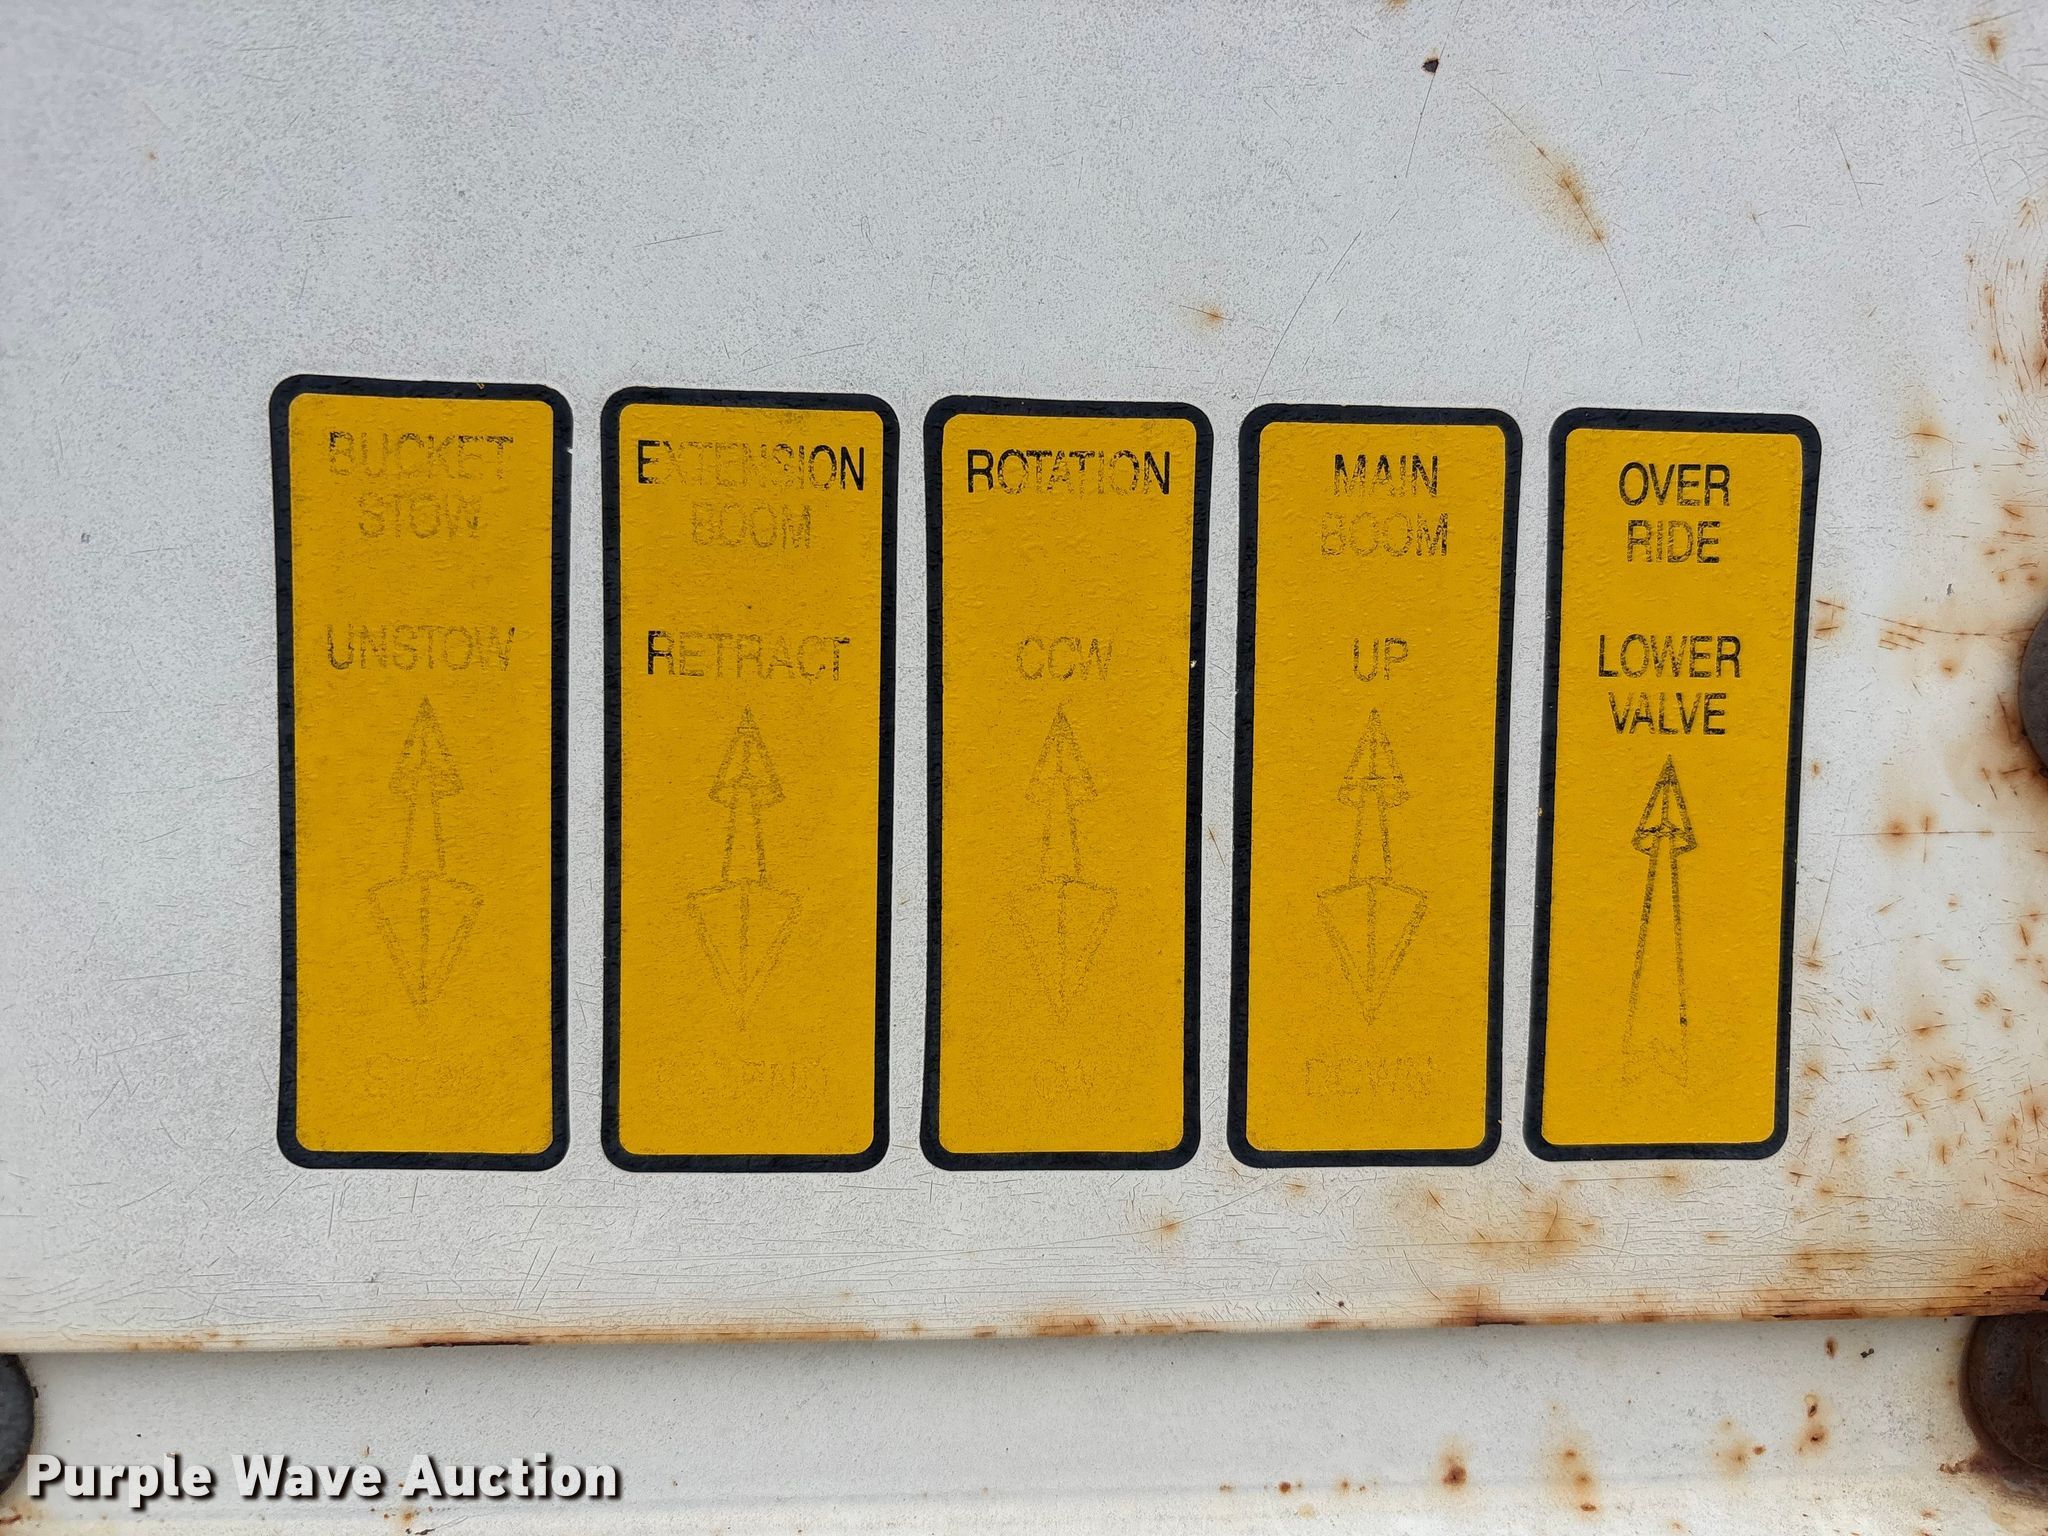 BUCKET
STOW
UNSTOW
EXTENSION
BOOM
RETRACT
ROTATION
CCW
MAIN
BOOM
UP
DOWN
OVER
RIDE
LOWER
VALVE
Purple Wave Auction